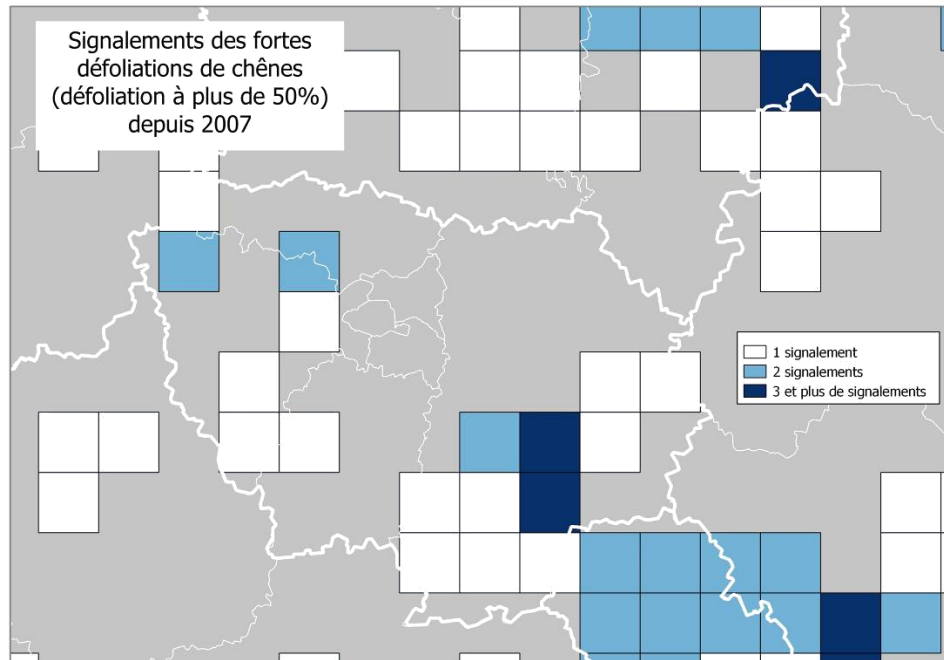 Signalements des fortes
défoliations de chênes
(défoliation à plus de 50%)
depuis 2007
1 signalement
2 signalements
3 et plus de signalements